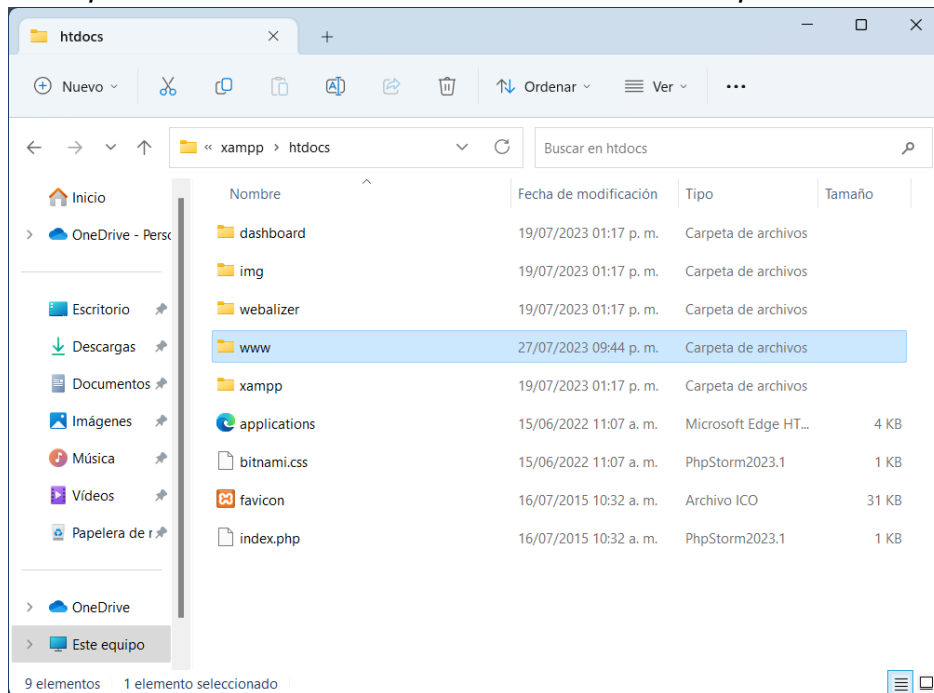 htdocs
Nuevo
Ordenar
Ver
« xampp > htdocs
Buscar en htdocs
Nombre
Fecha de modificación
Tipo
Tamaño
Inicio
OneDrive - Perso
Escritorio
Descargas
Documentos
Imágenes
Música
Vídeos
Papelera de r
OneDrive
Este equipo
dashboard 19/07/2023 01:17 p. m. Carpeta de archivos
img 19/07/2023 01:17 p. m. Carpeta de archivos
webalizer 19/07/2023 01:17 p. m. Carpeta de archivos
www 27/07/2023 09:44 p. m. Carpeta de archivos
xampp 19/07/2023 01:17 p. m. Carpeta de archivos
applications 15/06/2022 11:07 a. m. Microsoft Edge HT... 4 KB
bitnami.css 15/06/2022 11:07 a. m. PhpStorm2023.1 1 KB
favicon 16/07/2015 10:32 a. m. Archivo ICO 31 KB
index.php 16/07/2015 10:32 a. m. PhpStorm2023.1 1 KB
9 elementos 1 elemento seleccionado